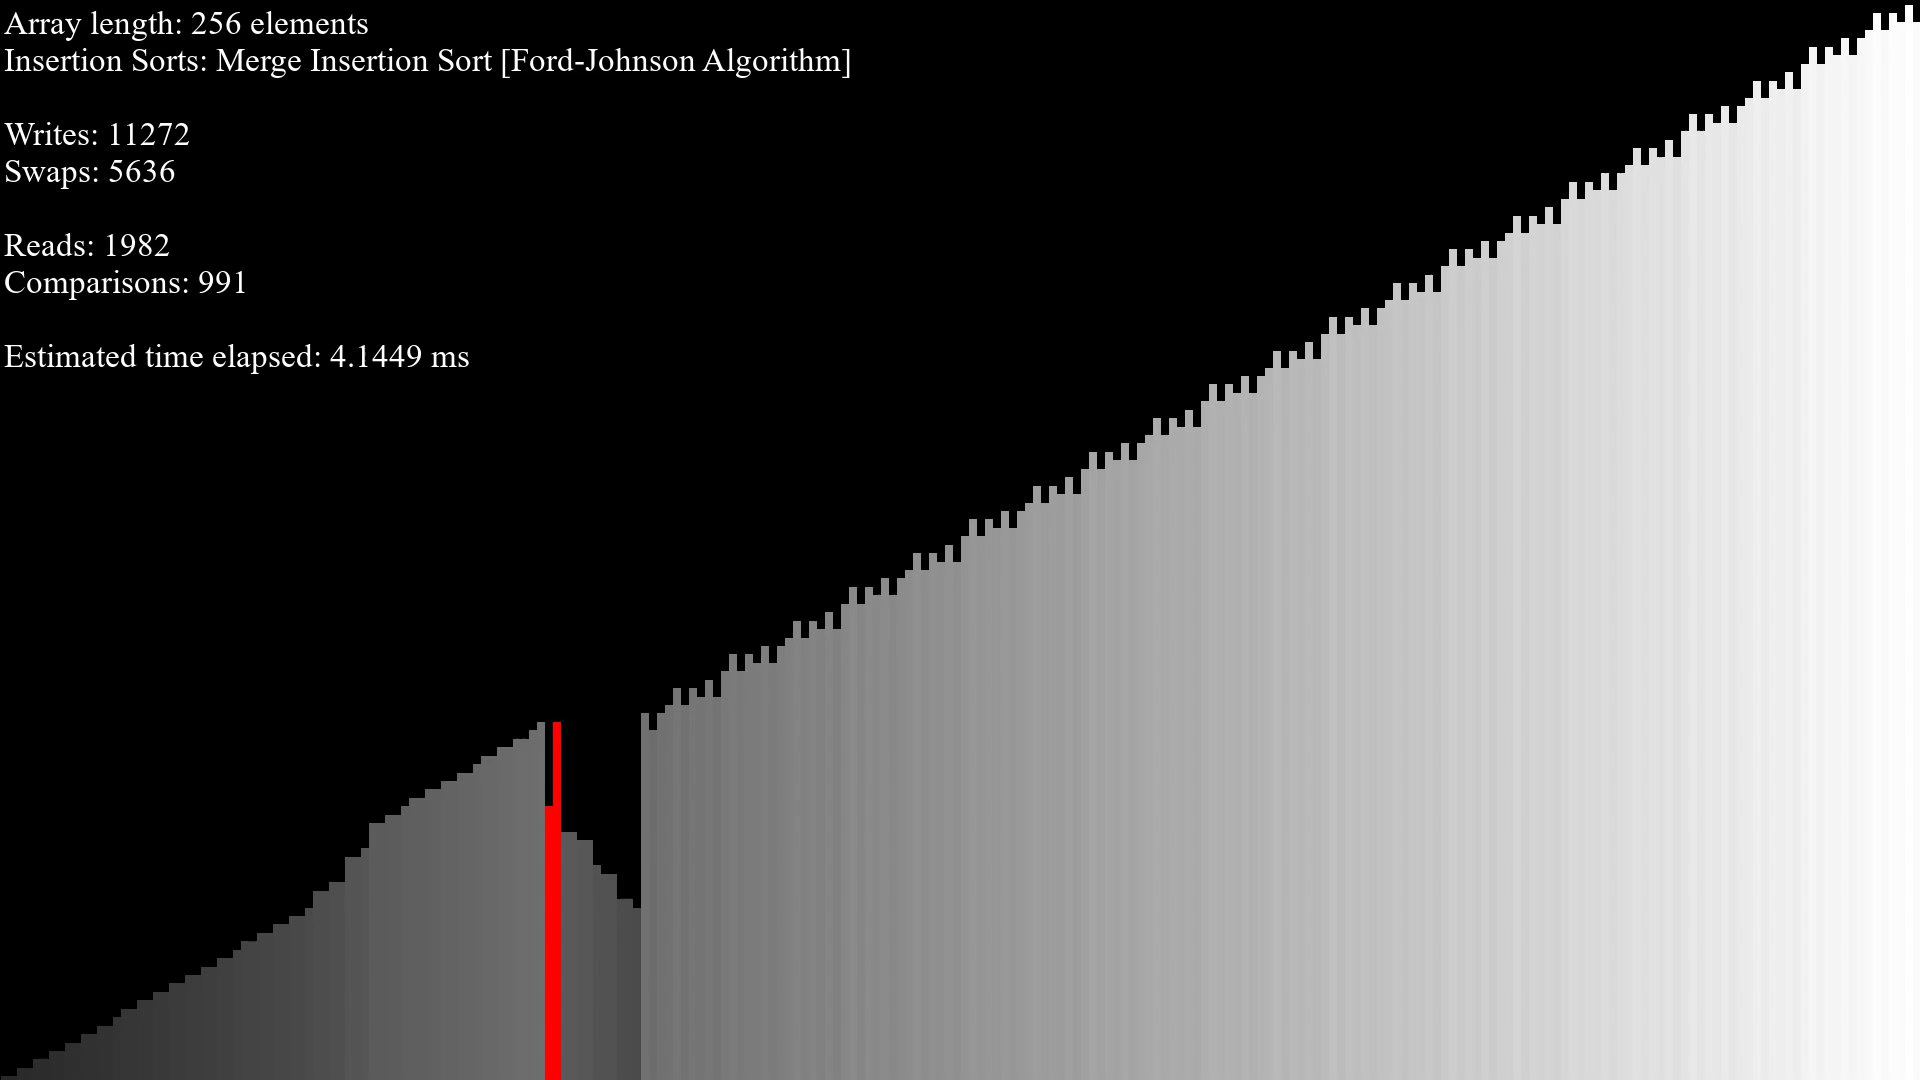 Array length: 256 elements
Insertion Sorts: Merge Insertion Sort [Ford-Johnson Algorithm]
Writes: 11272
Swaps: 5636
Reads: 1982
Comparisons: 991
Estimated time elapsed: 4.1449 ms